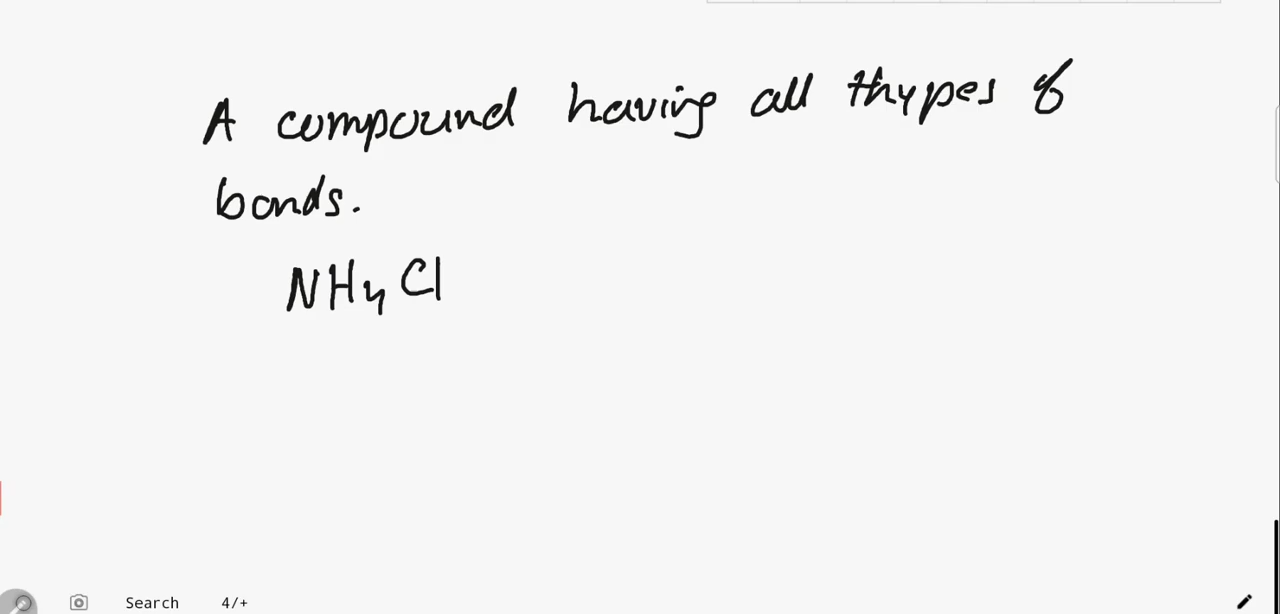 A compound having all thypes of
bonds.
NH4Cl
Search 4/+